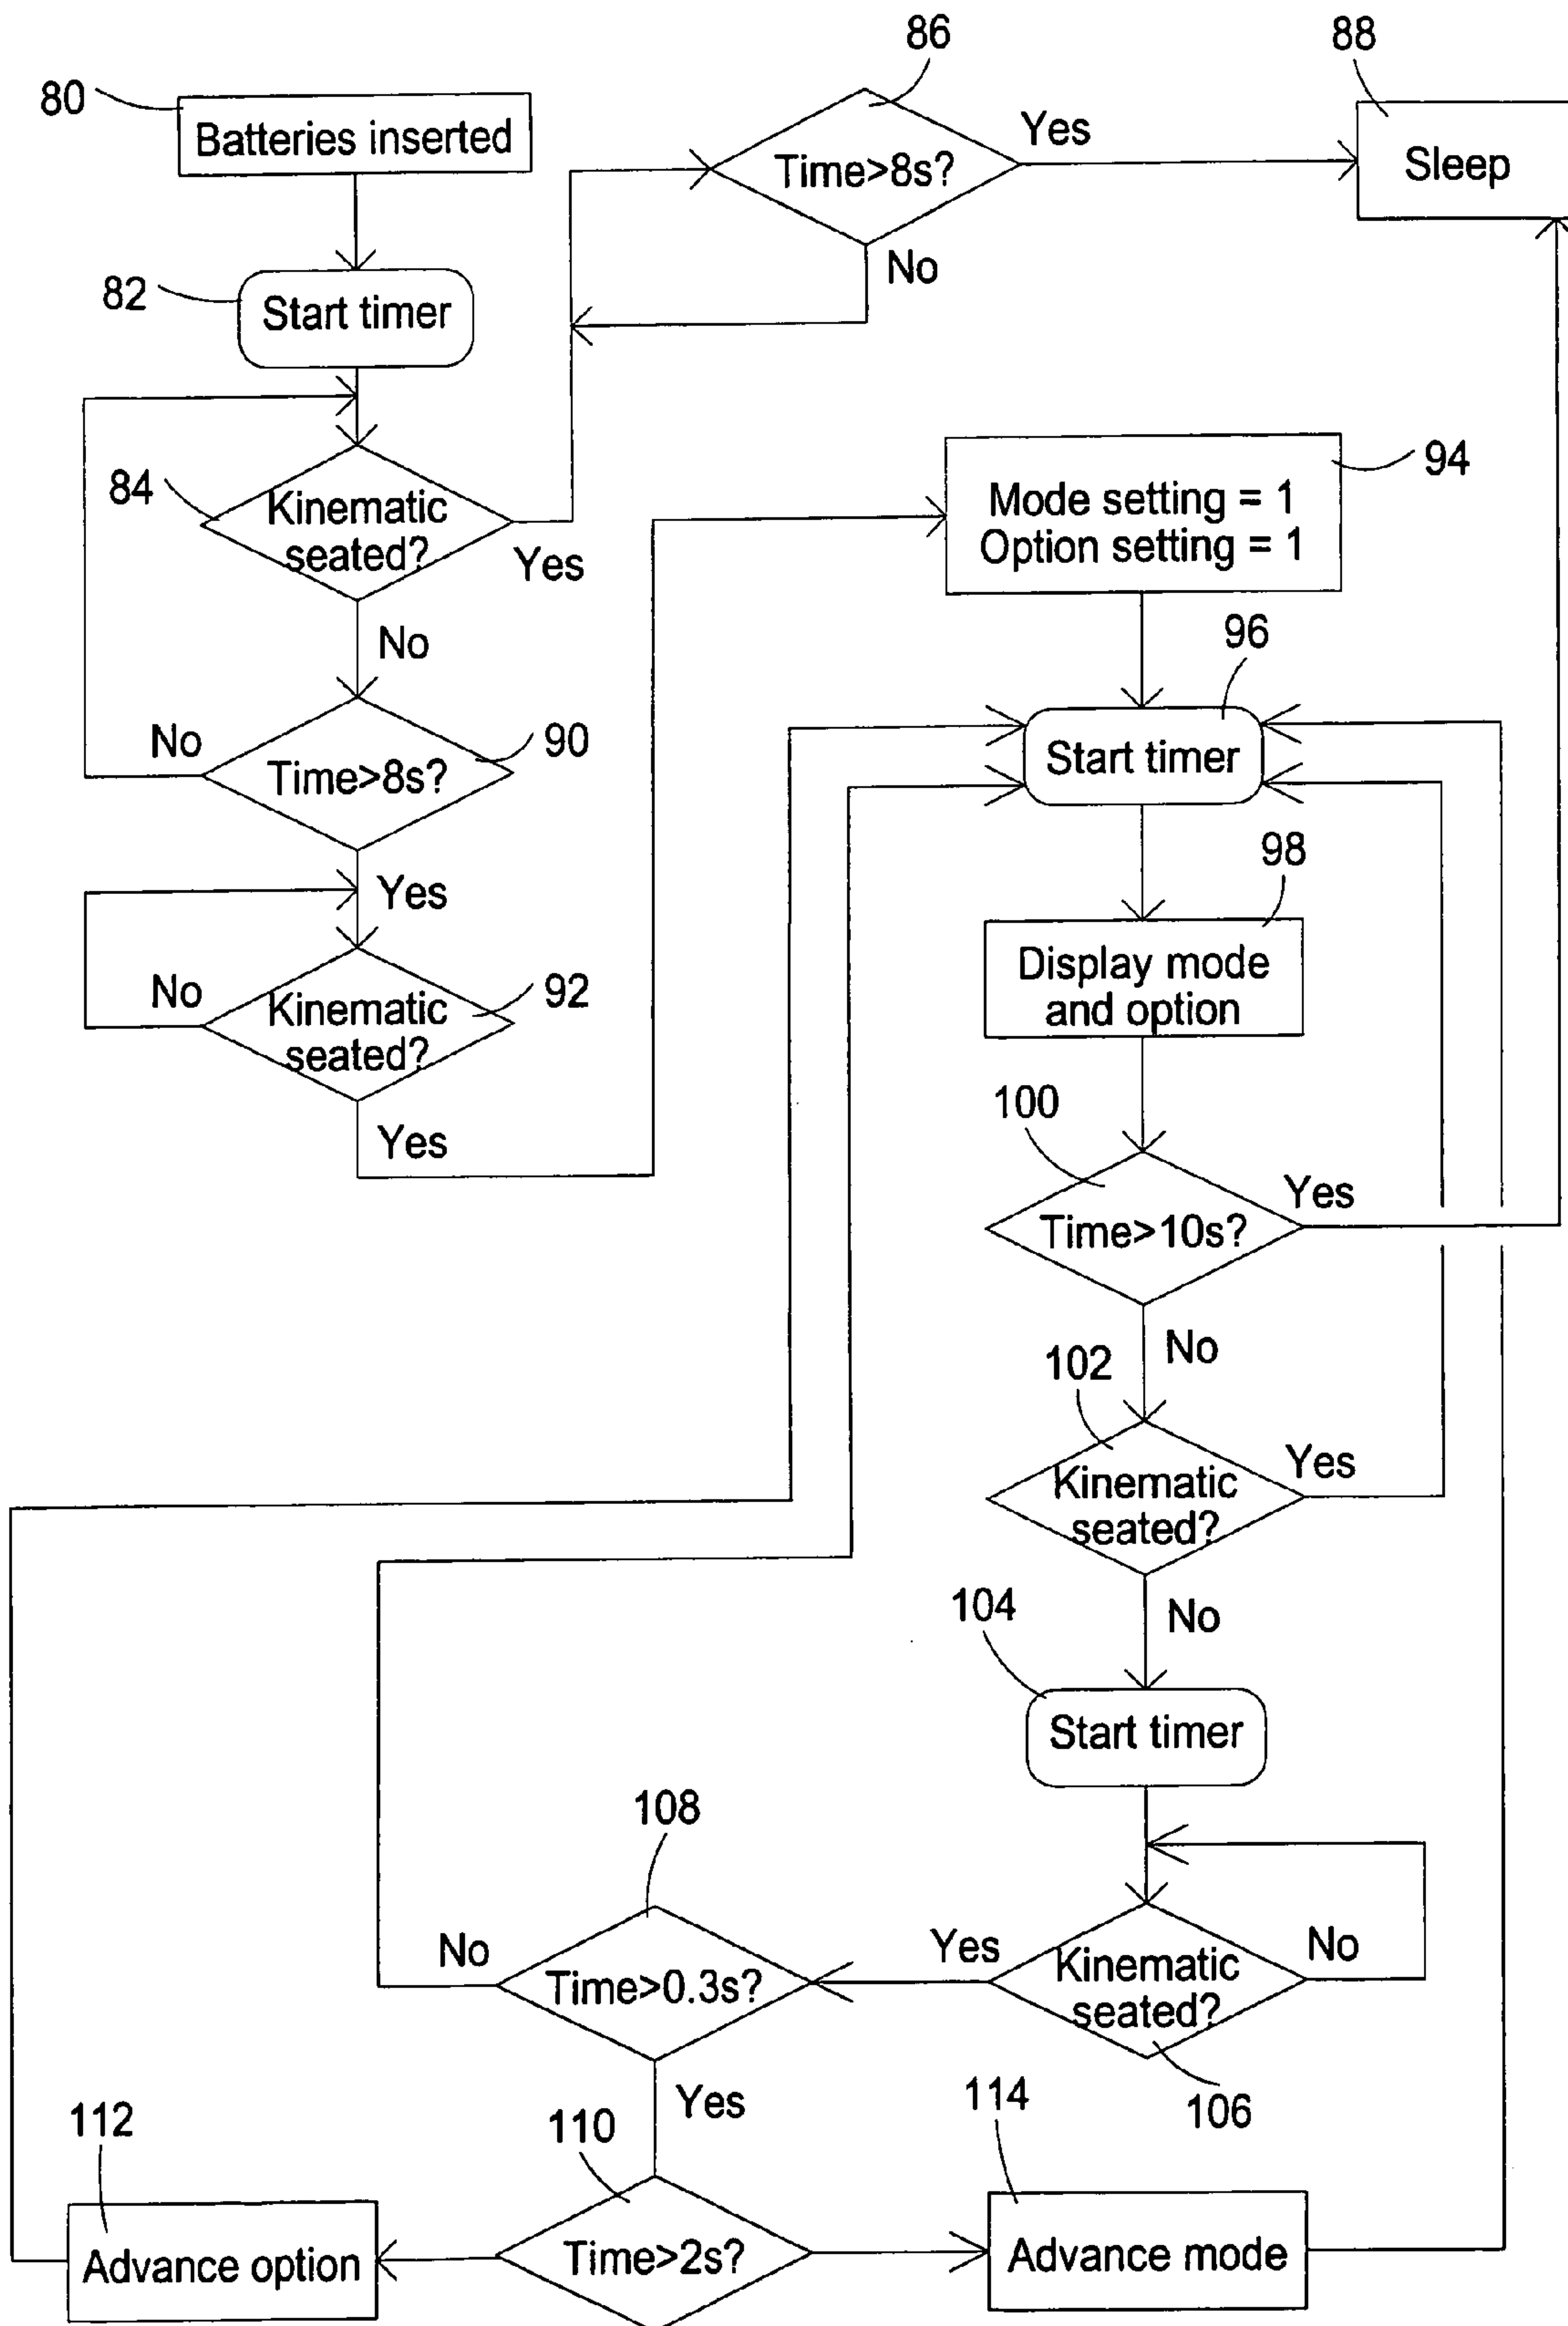 80
Batteries inserted
82
Start timer
84
Kinematic
seated?
Yes
No
86
Time>8s?
Yes
No
88
Sleep
90
Time>8s?
No
Yes
92
Kinematic
seated?
No
Yes
94
Mode setting = 1
Option setting = 1
96
Start timer
98
Display mode
and option
100
Time>10s?
Yes
No
102
Kinematic
seated?
Yes
No
104
Start timer
106
Kinematic
seated?
No
Yes
108
Time>0.3s?
No
Yes
110
Time>2s?
112
Advance option
114
Advance mode